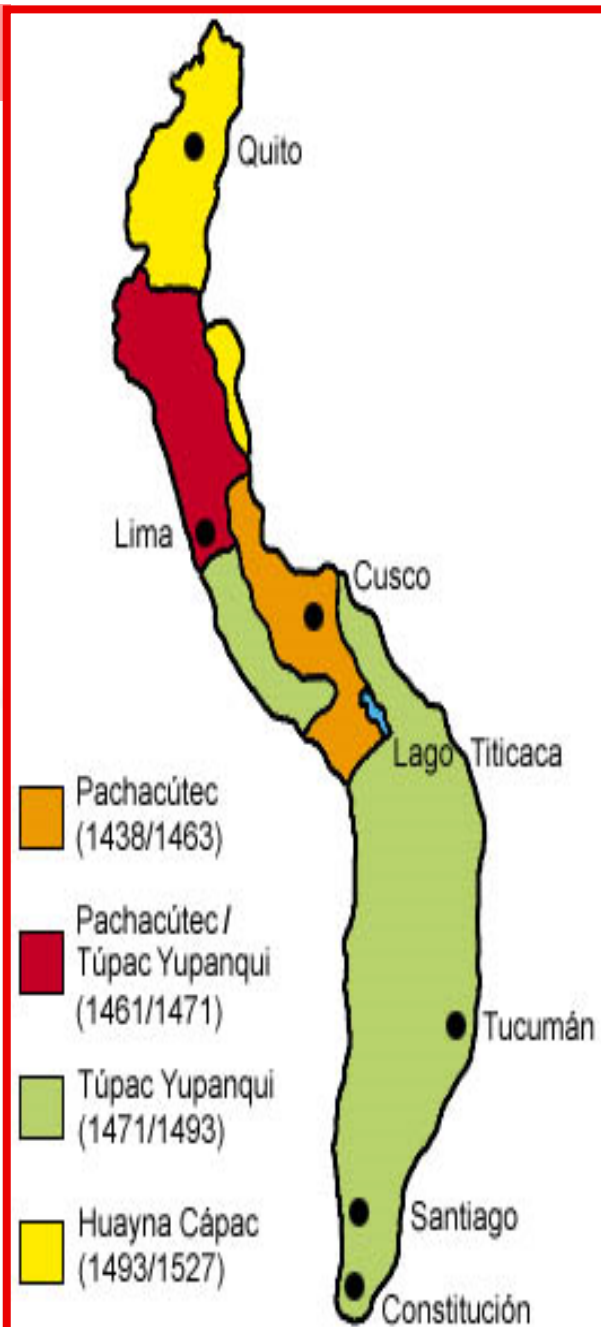 Quito
Lima
Cusco
Lago Titicaca
Pachacútec
(1438/1463)
Pachacútec /
Túpac Yupanqui
(1461/1471)
Tucumán
Túpac Yupanqui
(1471/1493)
Santiago
Huayna Cápac
(1493/1527)
Constitución